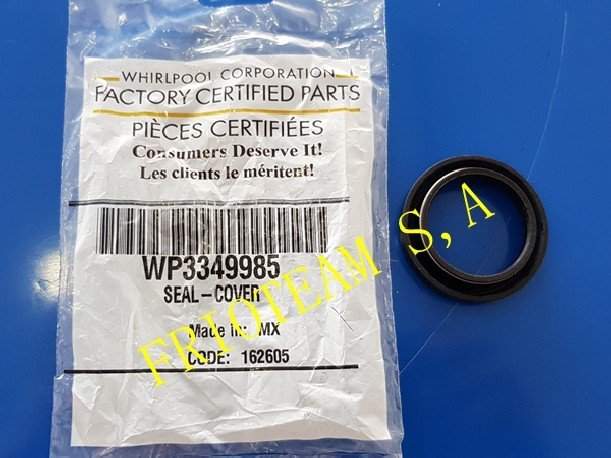 WHIRLPOOL CORPORATION
FACTORY CERTIFIED PARTS
PIÈCES CERTIFIÉES
Consumers Deserve It!
Les clients le méritent!
WP3349985
SEAL-COVER
Made in: MX
CODE: 162605
FRIOTEAM S,A